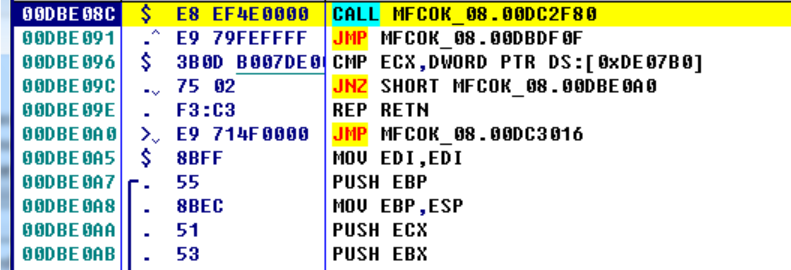 00DBE08C $ E8 EF4E0000 CALL MFCOK_08.00DC2F80
00DBE091 .^ E9 79FEFFFF JMP MFCOK_08.00DBDF0F
00DBE096 $ 3B0D B007DE0 CMP ECX,DWORD PTR DS:[0xDE07B0]
00DBE09C .v 75 02 JNZ SHORT MFCOK_08.00DBE0A0
00DBE09E . F3:C3 REP RETN
00DBE0A0 >v E9 714F0000 JMP MFCOK_08.00DC3016
00DBE0A5 $ 8BFF MOV EDI,EDI
00DBE0A7 . 55 PUSH EBP
00DBE0A8 . 8BEC MOV EBP,ESP
00DBE0AA . 51 PUSH ECX
00DBE0AB . 53 PUSH EBX